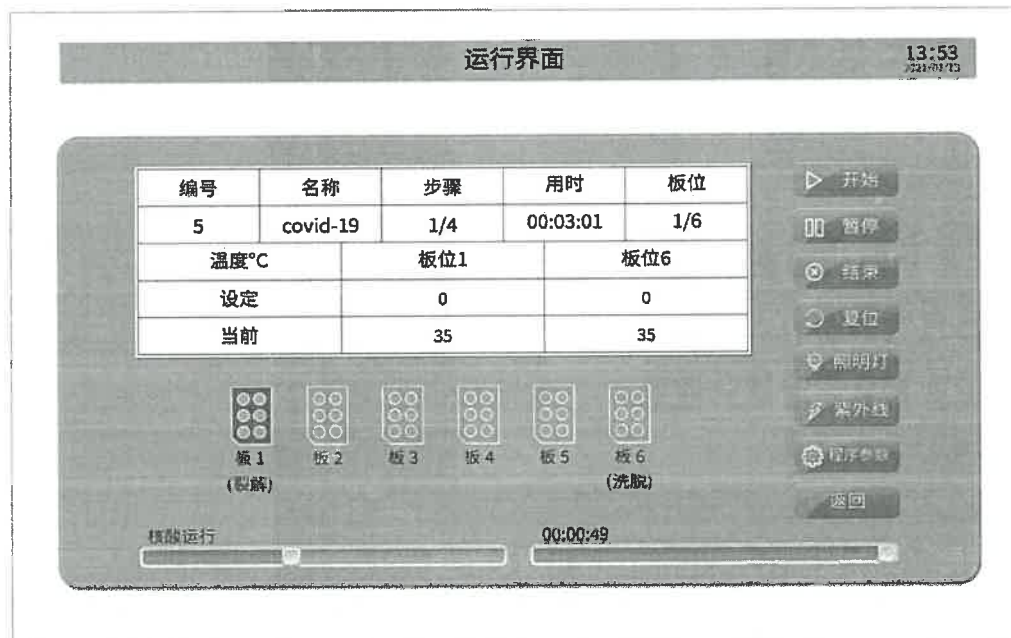 运行界面
13:53
编号 名称 步骤 用时 板位
5 covid-19 1/4 00:03:01 1/6
温度°C 板位1 板位6
设定 0 0
当前 35 35
开始
暂停
结束
复位
照明灯
紫外线
程序参数
返回
板 1 板 2 板 3 板 4 板 5 板 6
(裂解) (洗脱)
核酸运行 00:00:49